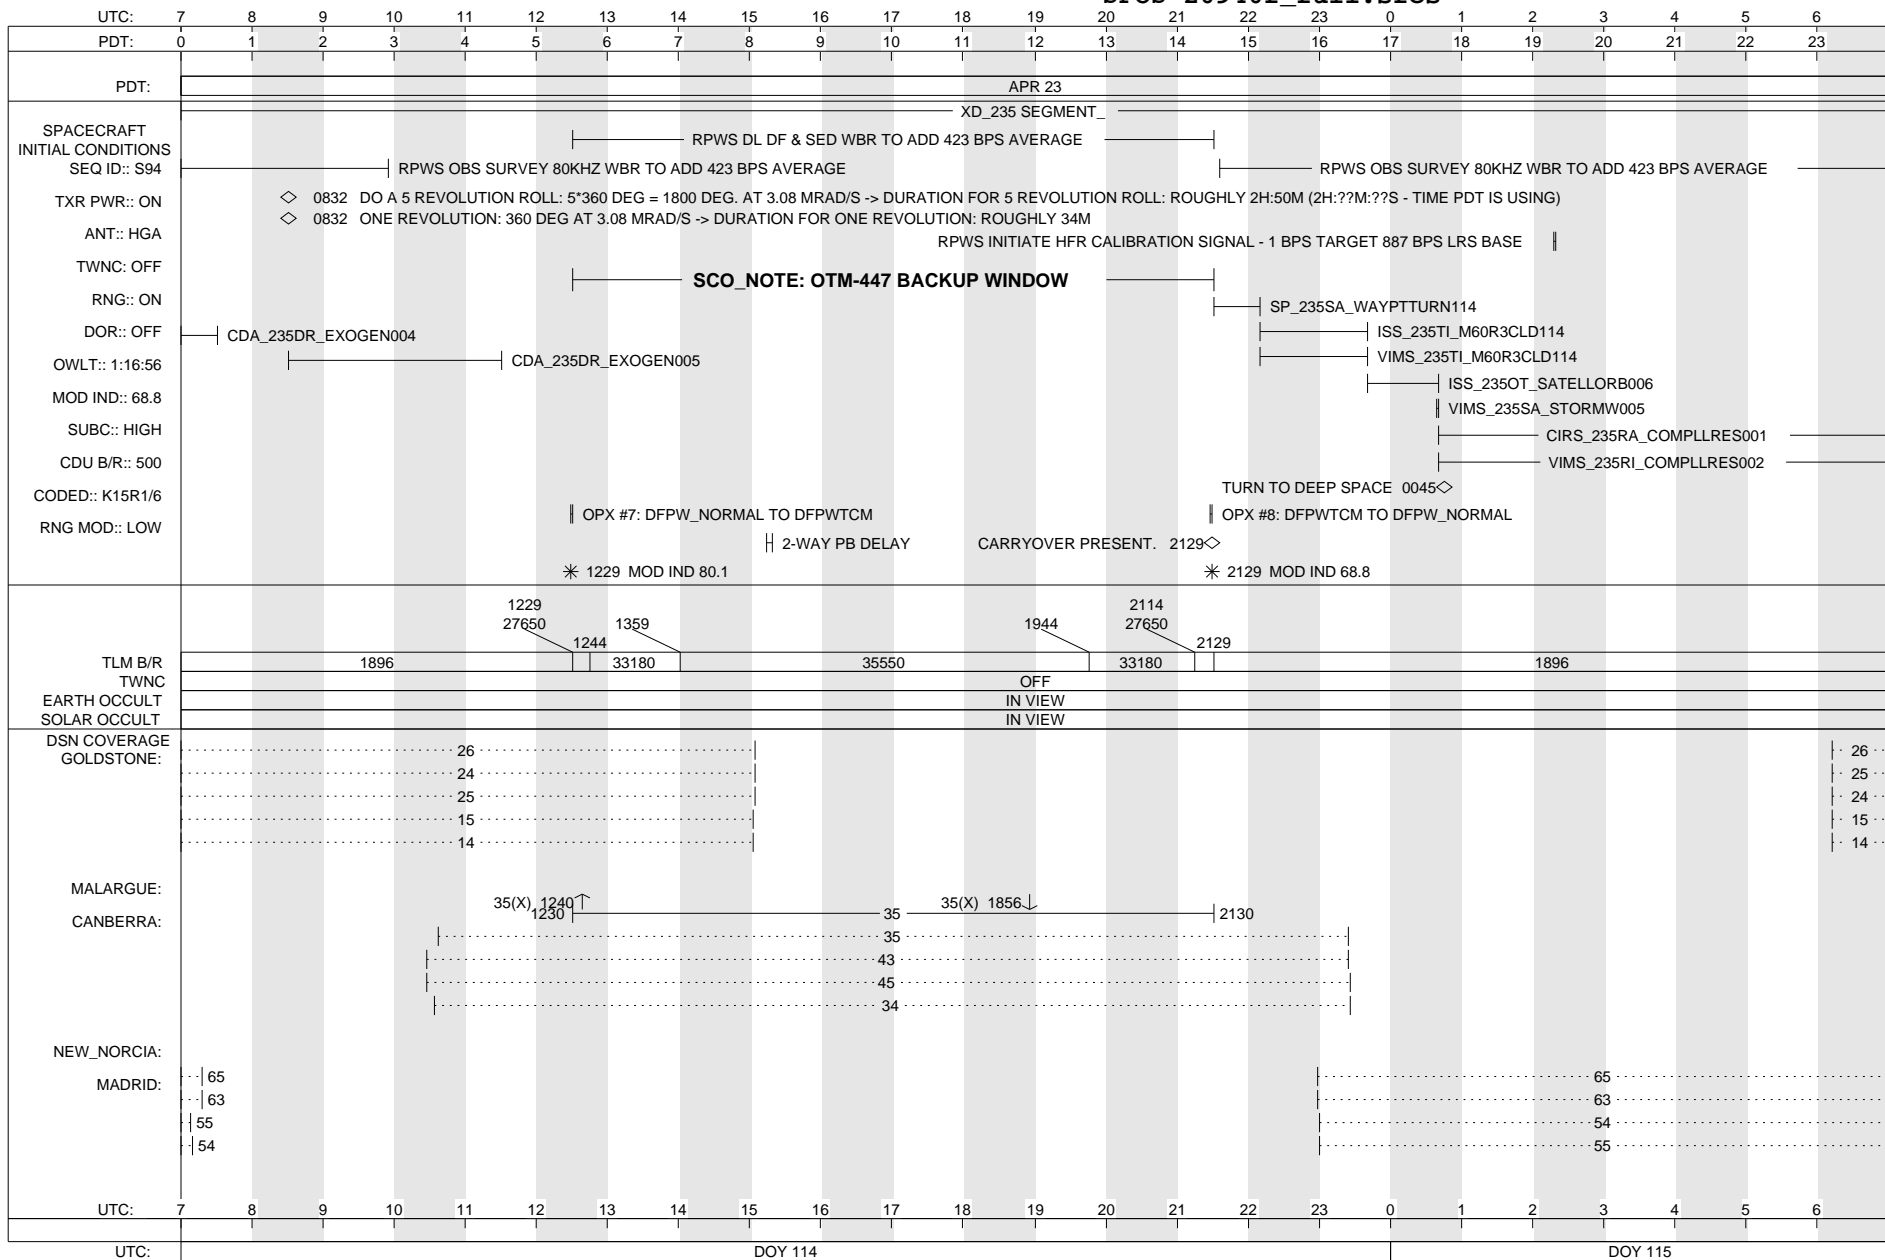 UTC: 7 8 9 10 11 12 13 14 15 16 17 18 19 20 21 22 23 0 1 2 3 4 5 6
PDT: 0 1 2 3 4 5 6 7 8 9 10 11 12 13 14 15 16 17 18 19 20 21 22 23
PDT: APR 23
XD_235 SEGMENT_
SPACECRAFT
INITIAL CONDITIONS
RPWS DL DF & SED WBR TO ADD 423 BPS AVERAGE
SEQ ID:: S94
RPWS OBS SURVEY 80KHZ WBR TO ADD 423 BPS AVERAGE
RPWS OBS SURVEY 80KHZ WBR TO ADD 423 BPS AVERAGE
TXR PWR:: ON
0832 DO A 5 REVOLUTION ROLL: 5*360 DEG = 1800 DEG. AT 3.08 MRAD/S -> DURATION FOR 5 REVOLUTION ROLL: ROUGHLY 2H:50M (2H:??M:??S - TIME PDT IS USING)
0832 ONE REVOLUTION: 360 DEG AT 3.08 MRAD/S -> DURATION FOR ONE REVOLUTION: ROUGHLY 34M
ANT:: HGA
RPWS INITIATE HFR CALIBRATION SIGNAL - 1 BPS TARGET 887 BPS LRS BASE
TWNC: OFF
SCO_NOTE: OTM-447 BACKUP WINDOW
RNG:: ON
SP_235SA_WAYPTTURN114
DOR:: OFF
CDA_235DR_EXOGEN004
ISS_235TI_M60R3CLD114
OWLT:: 1:16:56
CDA_235DR_EXOGEN005
VIMS_235TI_M60R3CLD114
ISS_235OT_SATELLORB006
MOD IND:: 68.8
VIMS_235SA_STORMW005
SUBC:: HIGH
CIRS_235RA_COMPLLRES001
CDU B/R:: 500
VIMS_235RI_COMPLLRES002
CODED:: K15R1/6
TURN TO DEEP SPACE 0045
RNG MOD:: LOW
OPX #7: DFPW_NORMAL TO DFPWTCM
OPX #8: DFPWTCM TO DFPW_NORMAL
2-WAY PB DELAY
CARRYOVER PRESENT. 2129
1229 MOD IND 80.1
2129 MOD IND 68.8
1229 2114
27650 1359 1944 27650
1244 2129
TLM B/R 1896 33180 35550 33180 1896
TWNC OFF
EARTH OCCULT IN VIEW
SOLAR OCCULT IN VIEW
DSN COVERAGE
GOLDSTONE:
26 26
24 25
25 24
15 15
14 14
MALARGUE:
35(X) 1240 35(X) 1856
CANBERRA:
1230 35 2130
35
43
45
34
NEW_NORCIA:
MADRID:
65 65
63 63
55 54
54 55
UTC: 7 8 9 10 11 12 13 14 15 16 17 18 19 20 21 22 23 0 1 2 3 4 5 6
UTC: DOY 114 DOY 115